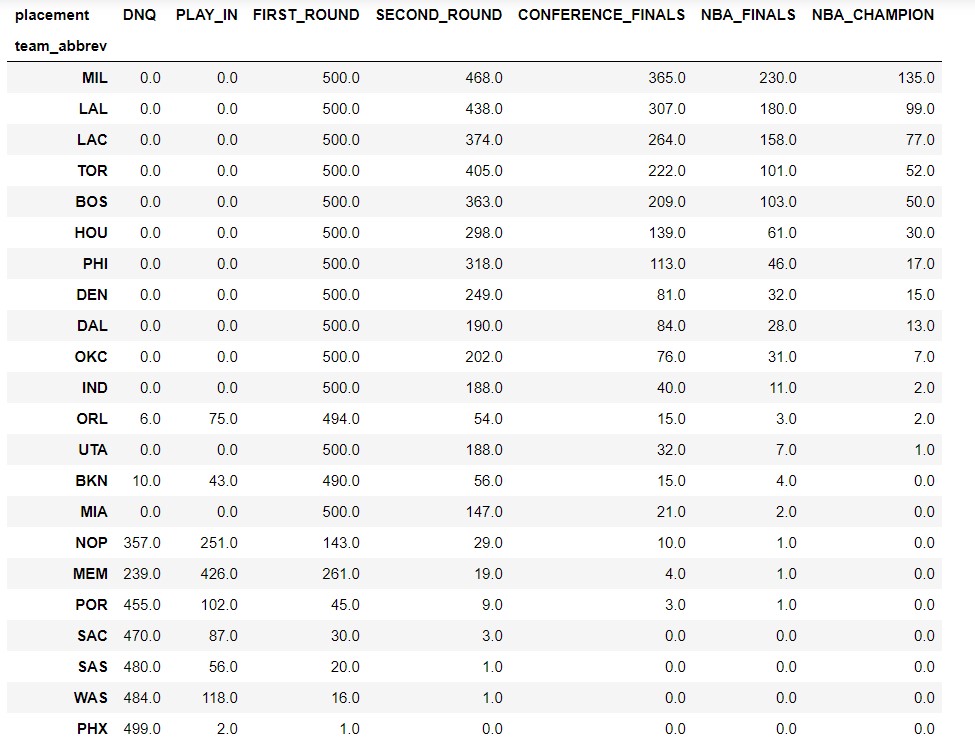 placement DNQ PLAY_IN FIRST_ROUND SECOND_ROUND CONFERENCE_FINALS NBA_FINALS NBA_CHAMPION
team_abbrev
MIL 0.0 0.0 500.0 468.0 365.0 230.0 135.0
LAL 0.0 0.0 500.0 438.0 307.0 180.0 99.0
LAC 0.0 0.0 500.0 374.0 264.0 158.0 77.0
TOR 0.0 0.0 500.0 405.0 222.0 101.0 52.0
BOS 0.0 0.0 500.0 363.0 209.0 103.0 50.0
HOU 0.0 0.0 500.0 298.0 139.0 61.0 30.0
PHI 0.0 0.0 500.0 318.0 113.0 46.0 17.0
DEN 0.0 0.0 500.0 249.0 81.0 32.0 15.0
DAL 0.0 0.0 500.0 190.0 84.0 28.0 13.0
OKC 0.0 0.0 500.0 202.0 76.0 31.0 7.0
IND 0.0 0.0 500.0 188.0 40.0 11.0 2.0
ORL 6.0 75.0 494.0 54.0 15.0 3.0 2.0
UTA 0.0 0.0 500.0 188.0 32.0 7.0 1.0
BKN 10.0 43.0 490.0 56.0 15.0 4.0 0.0
MIA 0.0 0.0 500.0 147.0 21.0 2.0 0.0
NOP 357.0 251.0 143.0 29.0 10.0 1.0 0.0
MEM 239.0 426.0 261.0 19.0 4.0 1.0 0.0
POR 455.0 102.0 45.0 9.0 3.0 1.0 0.0
SAC 470.0 87.0 30.0 3.0 0.0 0.0 0.0
SAS 480.0 56.0 20.0 1.0 0.0 0.0 0.0
WAS 484.0 118.0 16.0 1.0 0.0 0.0 0.0
PHX 499.0 2.0 1.0 0.0 0.0 0.0 0.0